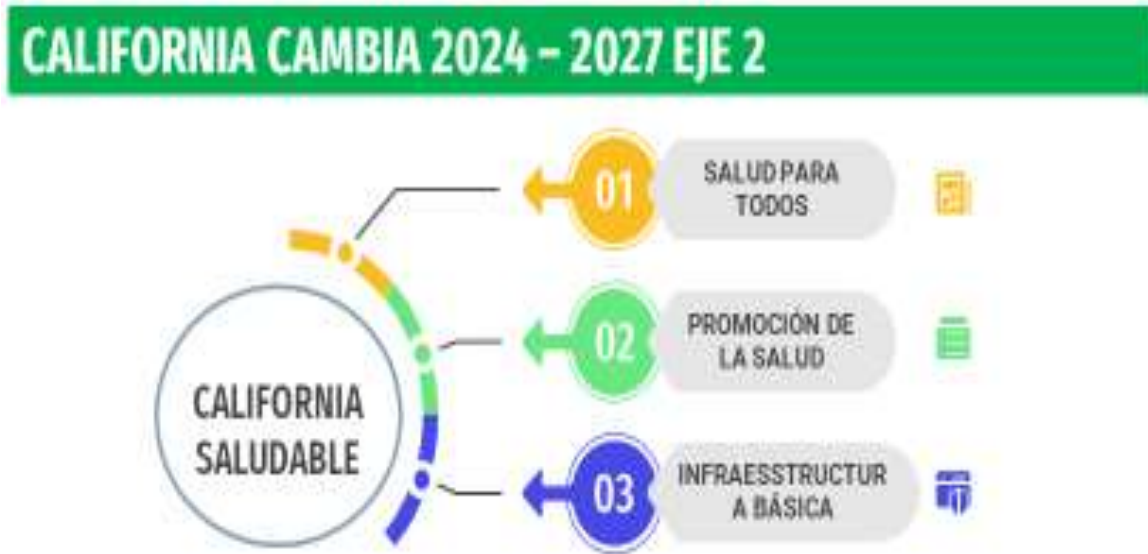 CALIFORNIA CAMBIA 2024 – 2027 EJE 2
01
SALUD PARA
TODOS
02
PROMOCIÓN DE
LA SALUD
CALIFORNIA
SALUDABLE
03
INFRAESSTRUCTUR
A BÁSICA